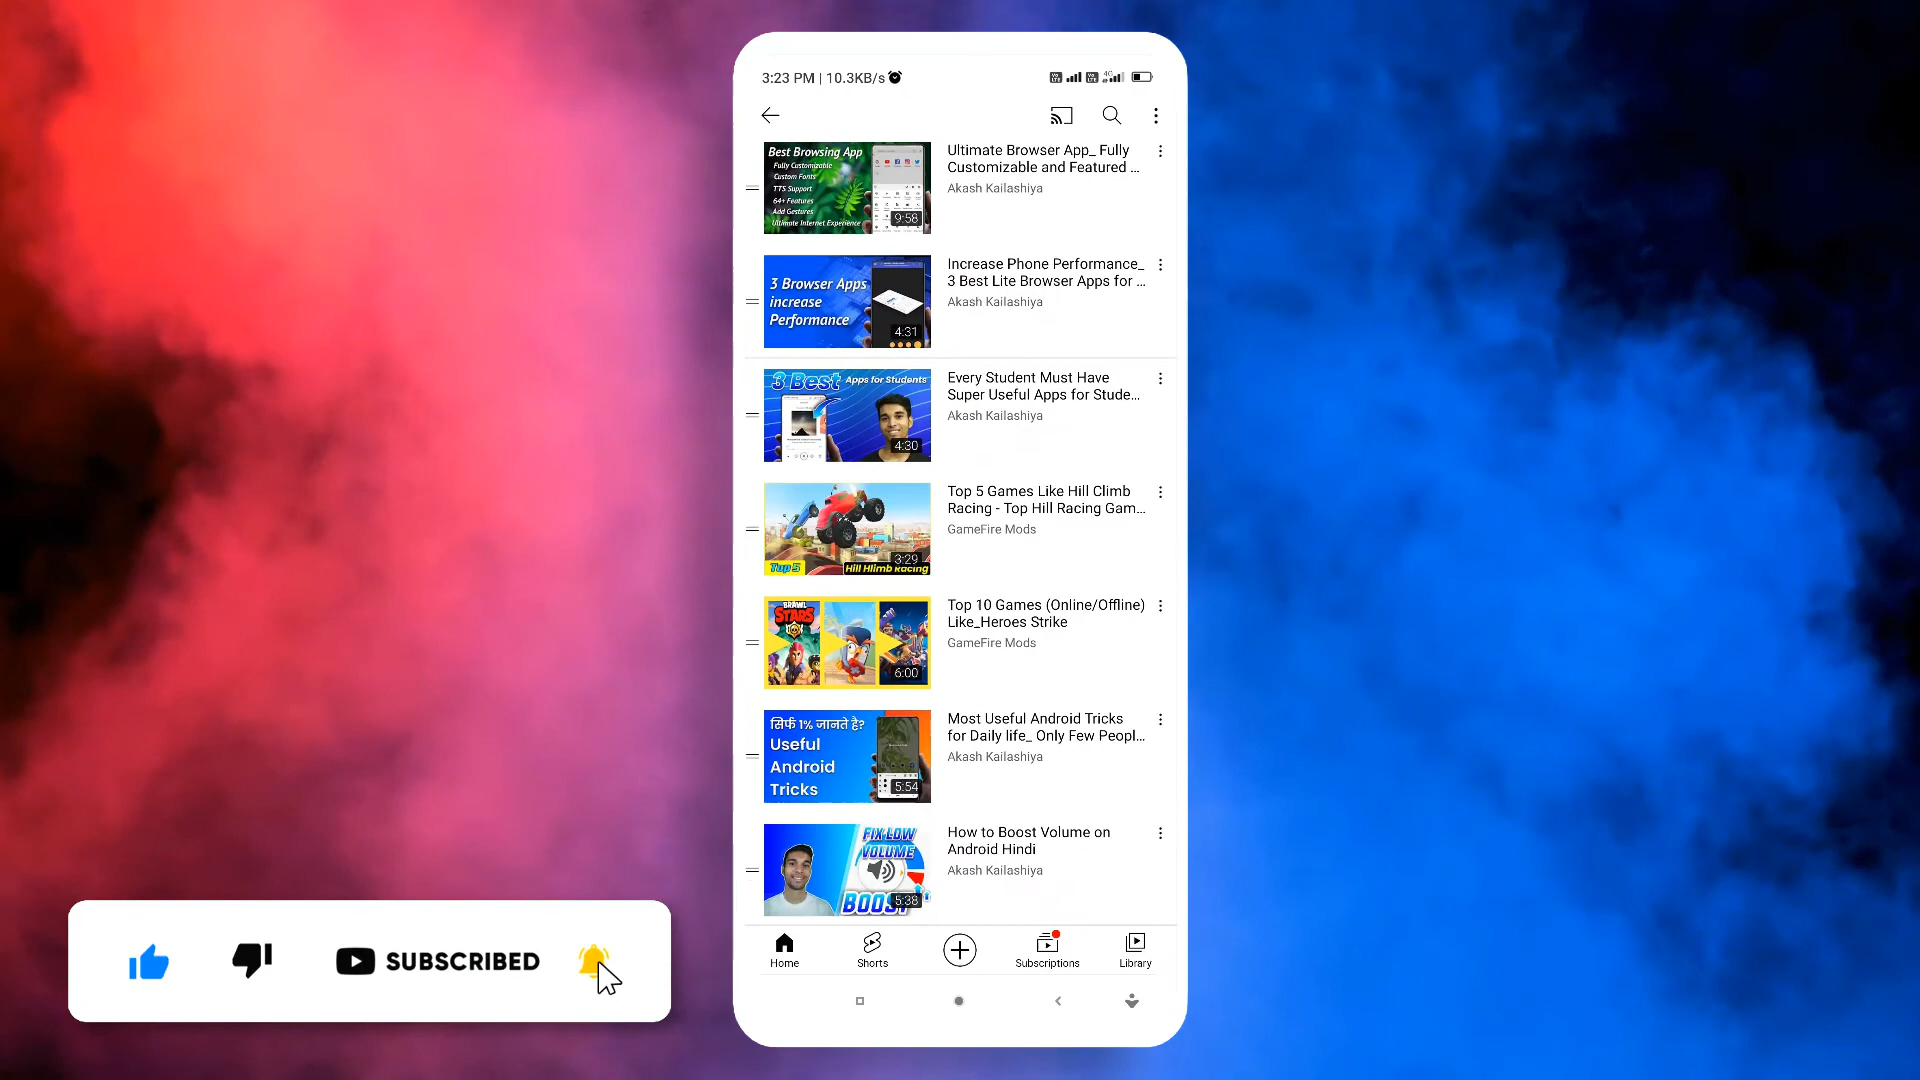 3:23 PM | 10.3KB/s
4G
Best Browsing App
Fully Customizable
Custom Fonts
TTS Support
64+ Features
Add Gestures
Ultimate Internet Experience
9:58
Ultimate Browser App_ Fully
Customizable and Featured ...
Akash Kailashiya
3 Browser Apps
increase
Performance
4:31
Increase Phone Performance_
3 Best Lite Browser Apps for ...
Akash Kailashiya
3 Best Apps for Students
4:30
Every Student Must Have
Super Useful Apps for Stude...
Akash Kailashiya
3:29
Top 5
Hill Hlimb Racing
Top 5 Games Like Hill Climb
Racing - Top Hill Racing Gam...
GameFire Mods
BRAWL
STARS
6:00
Top 10 Games (Online/Offline)
Like_Heroes Strike
GameFire Mods
सिर्फ 1% जानते है?
Useful
Android
Tricks
5:54
Most Useful Android Tricks
for Daily life_ Only Few Peopl...
Akash Kailashiya
FIX LOW
VOLUME
BOOST
5:38
How to Boost Volume on
Android Hindi
Akash Kailashiya
Home
Shorts
Subscriptions
Library
SUBSCRIBED